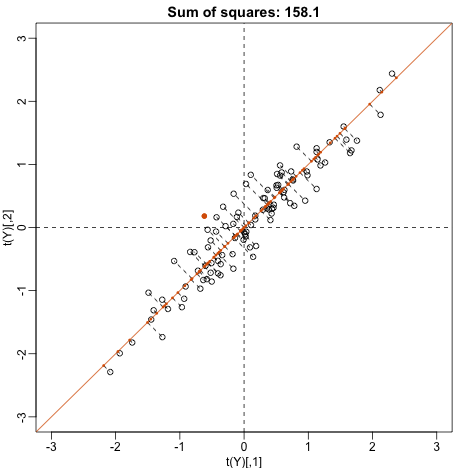 Sum of squares: 158.1
3
2
1
0
-1
-2
-3
t(Y)[,2]
-3 -2 -1 0 1 2 3
t(Y)[,1]